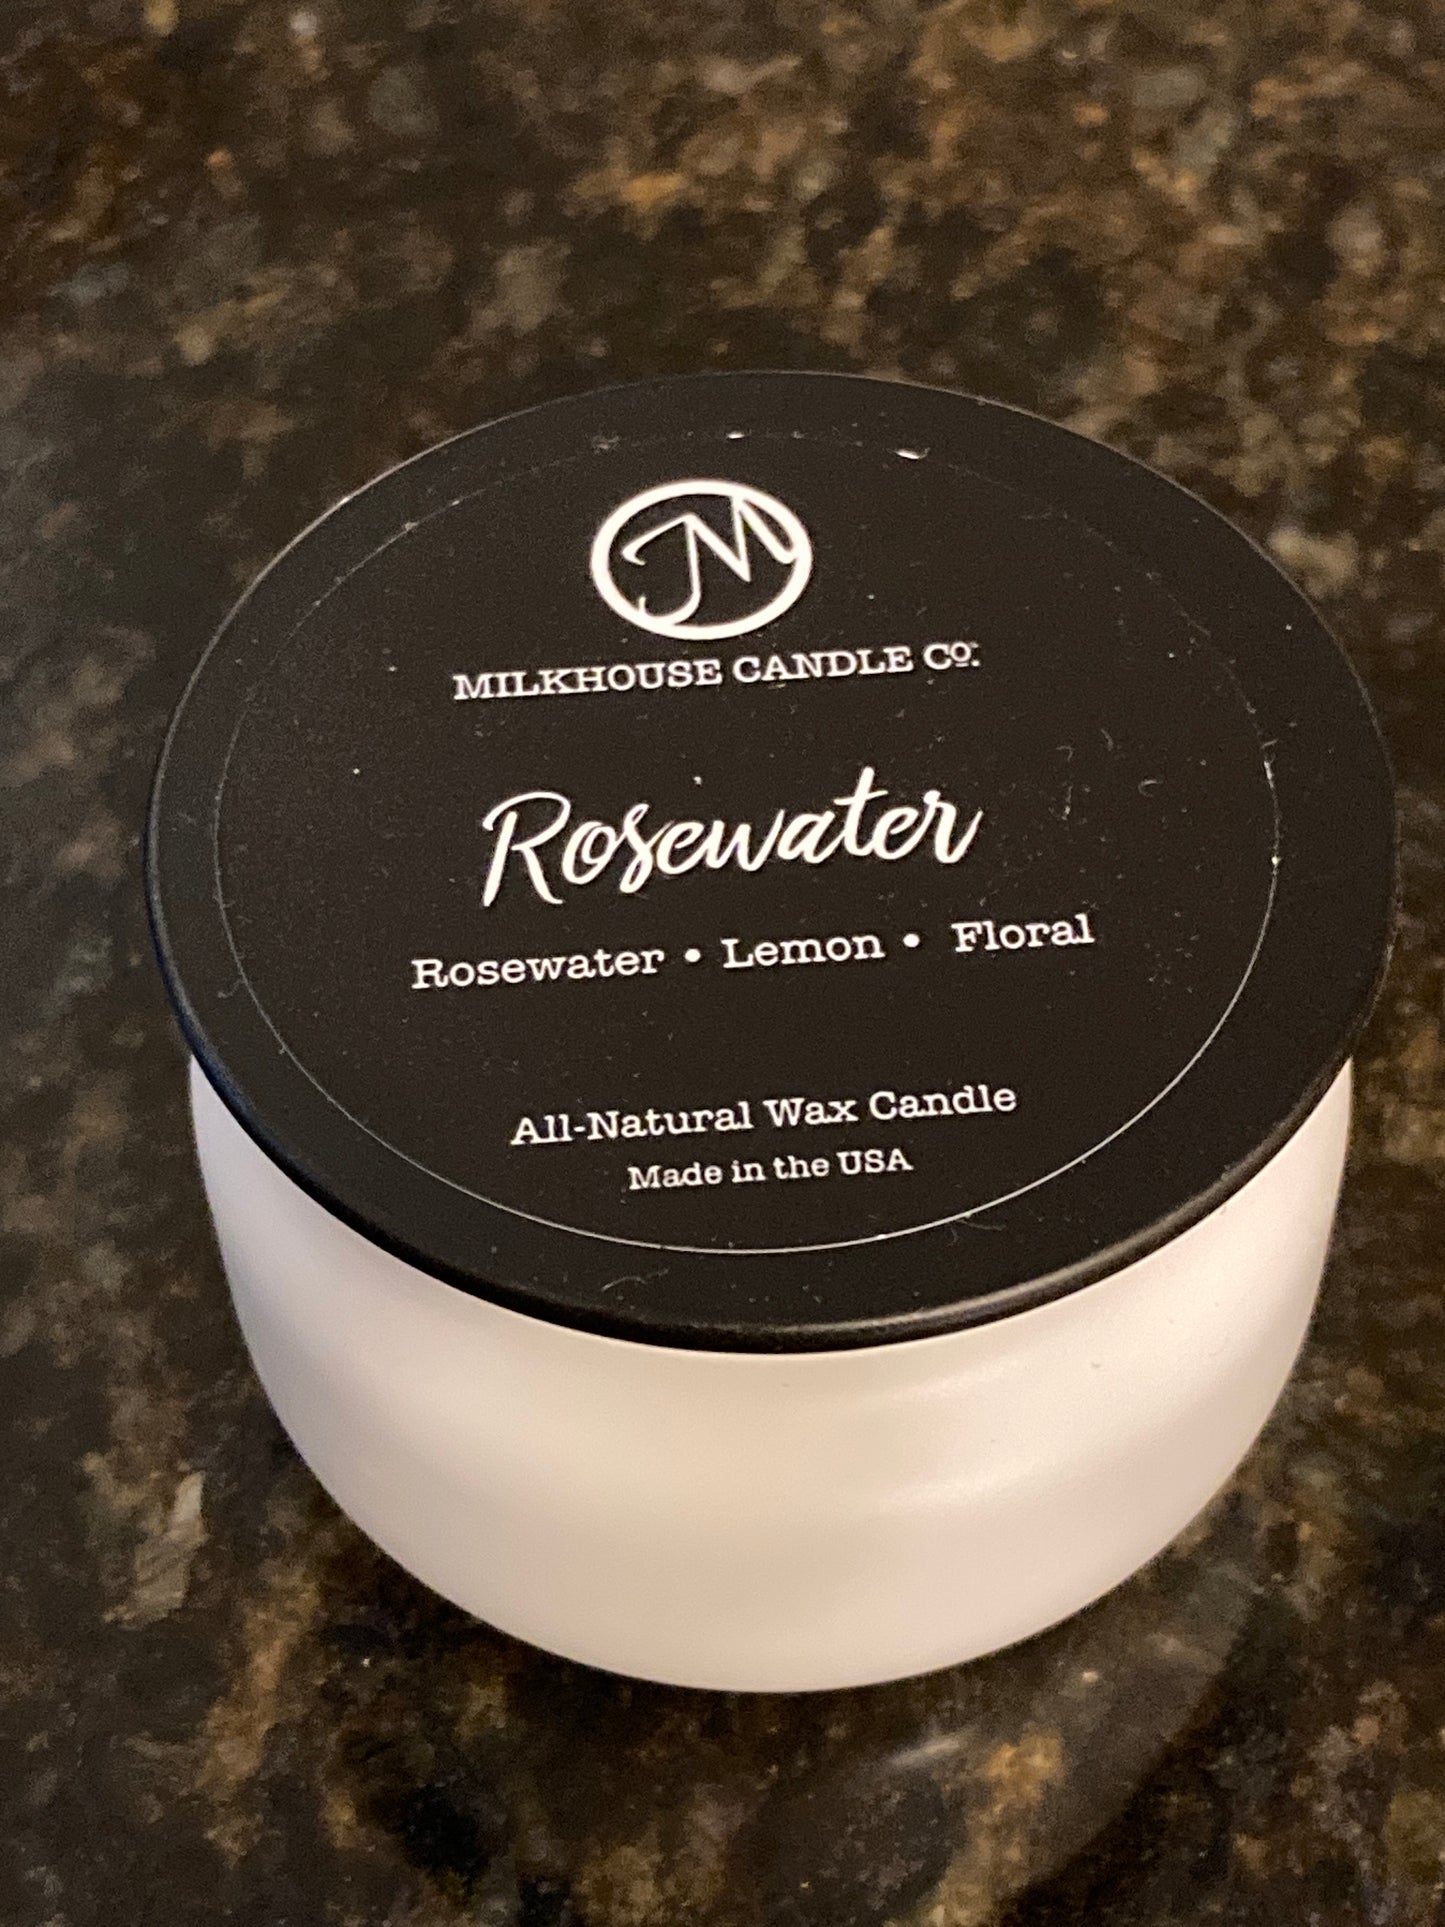 M
MILKHOUSE CANDLE CO.
Rosewater
Rosewater • Lemon • Floral
All-Natural Wax Candle
Made in the USA